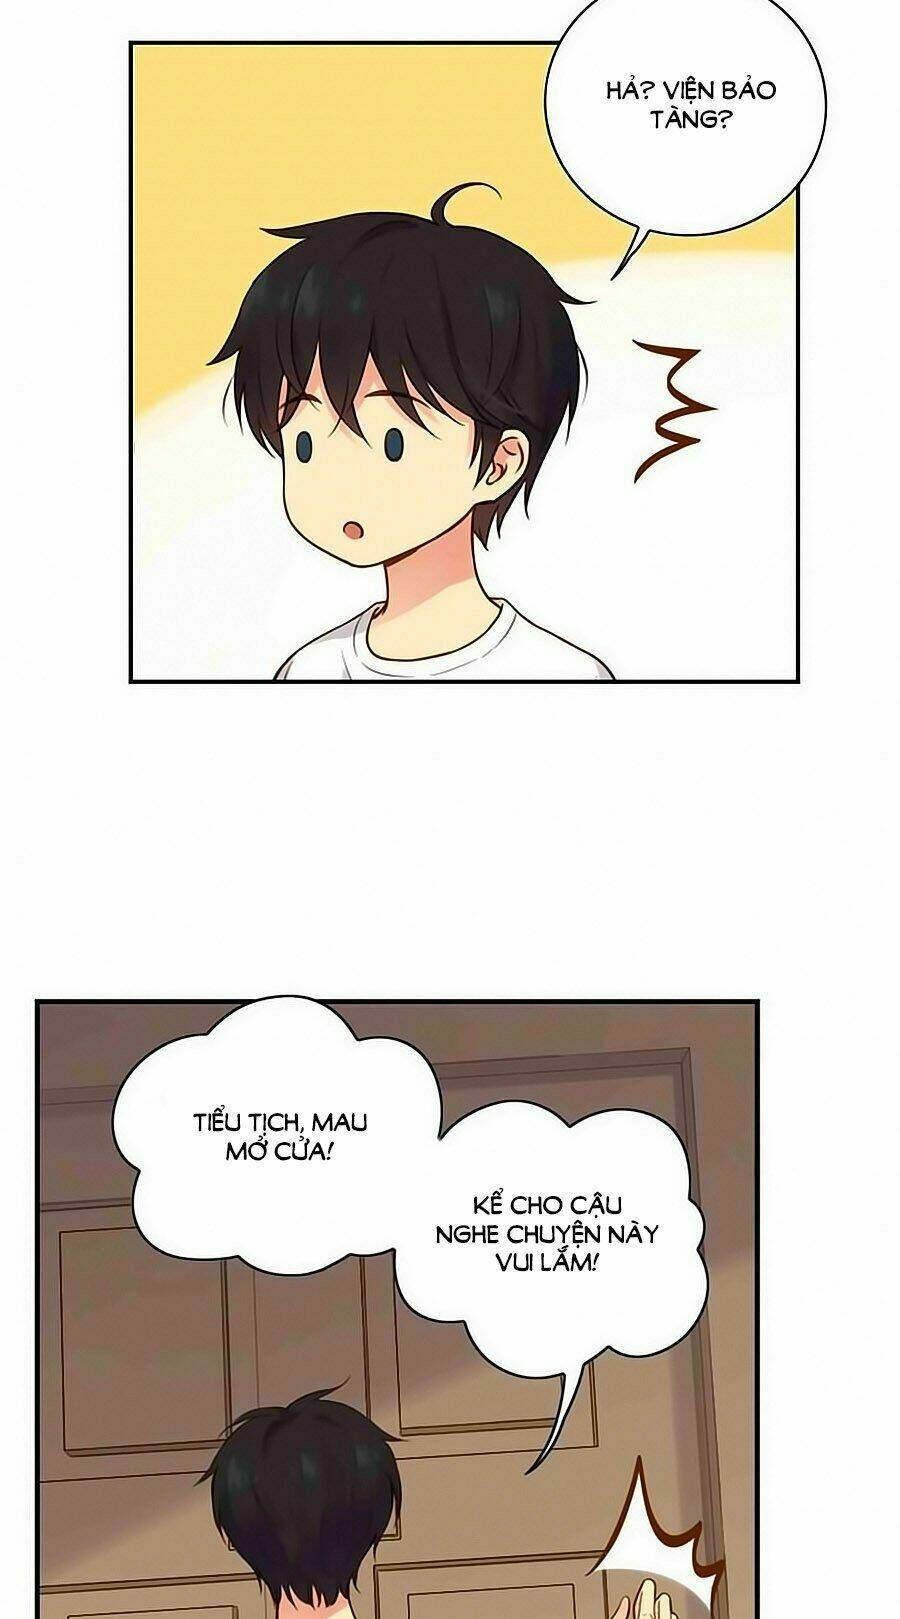 HẢ? VIỆN BẢO
TÀNG?
TIỂU TỊCH, MAU
MỞ CỬA!
KỂ CHO CẬU
NGHE CHUYỆN NÀY
VUI LẮM!